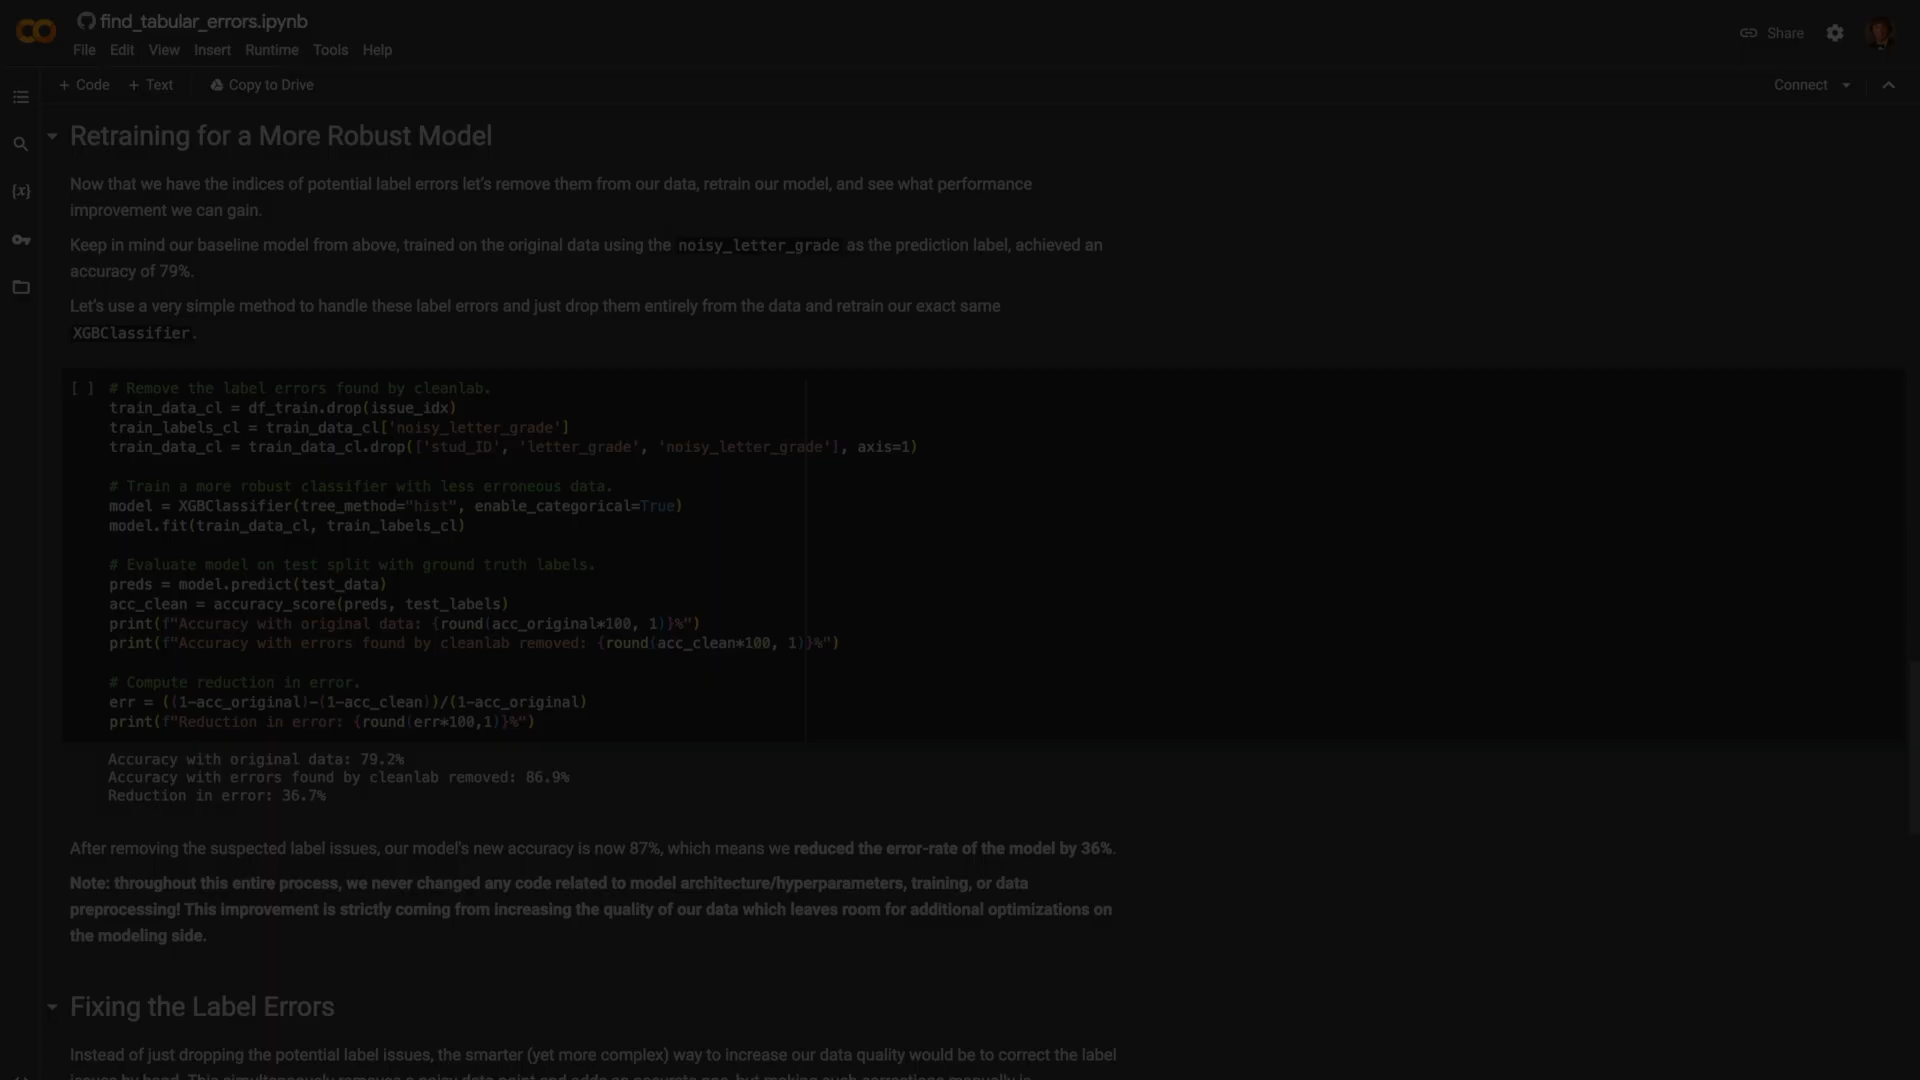 find_tabular_errors.ipynb
File Edit View Insert Runtime Tools Help
Share
+ Code + Text Copy to Drive
Connect
Retraining for a More Robust Model
Now that we have the indices of potential label errors let's remove them from our data, retrain our model, and see what performance
improvement we can gain.
Keep in mind our baseline model from above, trained on the original data using the noisy_letter_grade as the prediction label, achieved an
accuracy of 79%.
Let's use a very simple method to handle these label errors and just drop them entirely from the data and retrain our exact same
XGBClassifier.
[ ] # Remove the label errors found by cleanlab.
train_data_cl = df_train.drop(issue_idx)
train_labels_cl = train_data_cl['noisy_letter_grade']
train_data_cl = train_data_cl.drop(['stud_ID', 'letter_grade', 'noisy_letter_grade'], axis=1)
# Train a more robust classifier with less erroneous data.
model = XGBClassifier(tree_method="hist", enable_categorical=True)
model.fit(train_data_cl, train_labels_cl)
# Evaluate model on test split with ground truth labels.
preds = model.predict(test_data)
acc_clean = accuracy_score(preds, test_labels)
print(f"Accuracy with original data: {round(acc_original*100, 1)}%")
print(f"Accuracy with errors found by cleanlab removed: {round(acc_clean*100, 1)}%")
# Compute reduction in error.
err = ((1-acc_original)-(1-acc_clean))/(1-acc_original)
print(f"Reduction in error: {round(err*100,1)}%")
Accuracy with original data: 79.2%
Accuracy with errors found by cleanlab removed: 86.9%
Reduction in error: 36.7%
After removing the suspected label issues, our model's new accuracy is now 87%, which means we reduced the error-rate of the model by 36%.
Note: throughout this entire process, we never changed any code related to model architecture/hyperparameters, training, or data
preprocessing! This improvement is strictly coming from increasing the quality of our data which leaves room for additional optimizations on
the modeling side.
Fixing the Label Errors
Instead of just dropping the potential label issues, the smarter (yet more complex) way to increase our data quality would be to correct the label